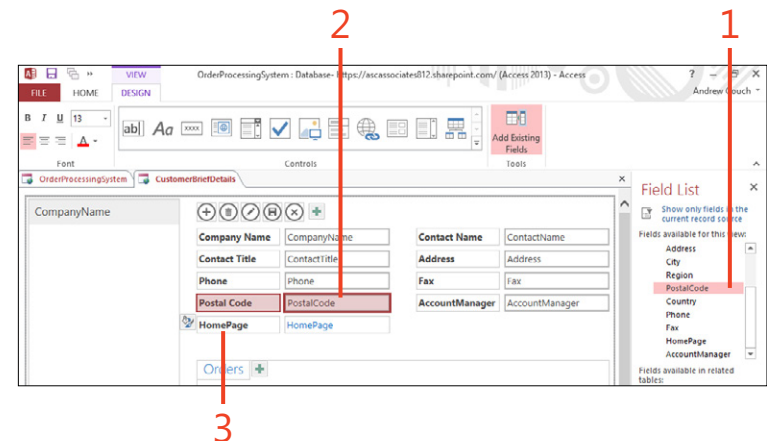 2
1
VIEW
OrderProcessingSystem : Database- https://ascassociates812.sharepoint.com/ (Access 2013) - Access
?
FILE
HOME
DESIGN
Andrew Couch
B I U 13
A
ab| Aa xxxx
Add Existing
Fields
Font
Controls
Tools
OrderProcessingSystem
CustomerBriefDetails
Field List
Show only fields in the
current record source
Fields available for this view:
Address
City
Region
PostalCode
Country
Phone
Fax
HomePage
AccountManager
Fields available in related
tables:
CompanyName
Company Name CompanyName Contact Name ContactName
Contact Title ContactTitle Address Address
Phone Phone Fax Fax
Postal Code PostalCode AccountManager AccountManager
HomePage HomePage
Orders
3